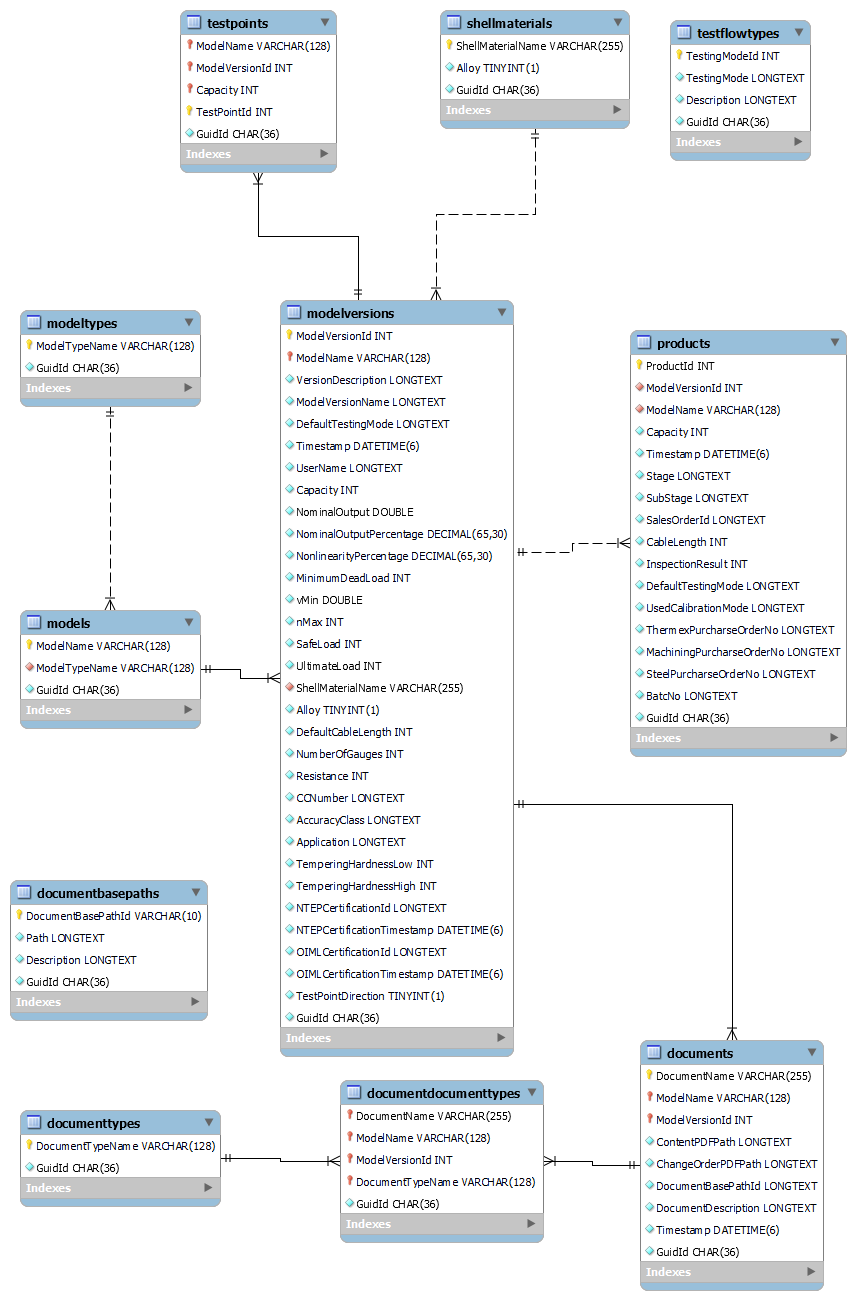 testpoints
ModelName VARCHAR(128)
ModelVersionId INT
Capacity INT
TestPointId INT
GuidId CHAR(36)
Indexes
shellmaterials
ShellMaterialName VARCHAR(255)
Alloy TINYINT(1)
GuidId CHAR(36)
Indexes
testflowtypes
TestingModeId INT
TestingMode LONGTEXT
Description LONGTEXT
GuidId CHAR(36)
Indexes
modeltypes
ModelTypeName VARCHAR(128)
GuidId CHAR(36)
Indexes
modelversions
ModelVersionId INT
ModelName VARCHAR(128)
VersionDescription LONGTEXT
ModelVersionName LONGTEXT
DefaultTestingMode LONGTEXT
Timestamp DATETIME(6)
UserName LONGTEXT
Capacity INT
NominalOutput DOUBLE
NominalOutputPercentage DECIMAL(65,30)
NonlinearityPercentage DECIMAL(65,30)
MinimumDeadLoad INT
vMin DOUBLE
nMax INT
SafeLoad INT
UltimateLoad INT
ShellMaterialName VARCHAR(255)
Alloy TINYINT(1)
DefaultCableLength INT
NumberOfGauges INT
Resistance INT
CCNumber LONGTEXT
AccuracyClass LONGTEXT
Application LONGTEXT
TemperingHardnessLow INT
TemperingHardnessHigh INT
NTEPCertificationId LONGTEXT
NTEPCertificationTimestamp DATETIME(6)
OIMLCertificationId LONGTEXT
OIMLCertificationTimestamp DATETIME(6)
TestPointDirection TINYINT(1)
GuidId CHAR(36)
Indexes
products
ProductId INT
ModelVersionId INT
ModelName VARCHAR(128)
Capacity INT
Timestamp DATETIME(6)
Stage LONGTEXT
SubStage LONGTEXT
SalesOrderId LONGTEXT
CableLength INT
InspectionResult INT
DefaultTestingMode LONGTEXT
UsedCalibrationMode LONGTEXT
ThermexPurcharseOrderNo LONGTEXT
MachiningPurcharseOrderNo LONGTEXT
SteelPurcharseOrderNo LONGTEXT
BatcNo LONGTEXT
GuidId CHAR(36)
Indexes
models
ModelName VARCHAR(128)
ModelTypeName VARCHAR(128)
GuidId CHAR(36)
Indexes
documentbasepaths
DocumentBasePathId VARCHAR(10)
Path LONGTEXT
Description LONGTEXT
GuidId CHAR(36)
Indexes
documenttypes
DocumentTypeName VARCHAR(128)
GuidId CHAR(36)
Indexes
documentdocumenttypes
DocumentName VARCHAR(255)
ModelName VARCHAR(128)
ModelVersionId INT
DocumentTypeName VARCHAR(128)
GuidId CHAR(36)
Indexes
documents
DocumentName VARCHAR(255)
ModelName VARCHAR(128)
ModelVersionId INT
ContentPDFPath LONGTEXT
ChangeOrderPDFPath LONGTEXT
DocumentBasePathId LONGTEXT
DocumentDescription LONGTEXT
Timestamp DATETIME(6)
GuidId CHAR(36)
Indexes